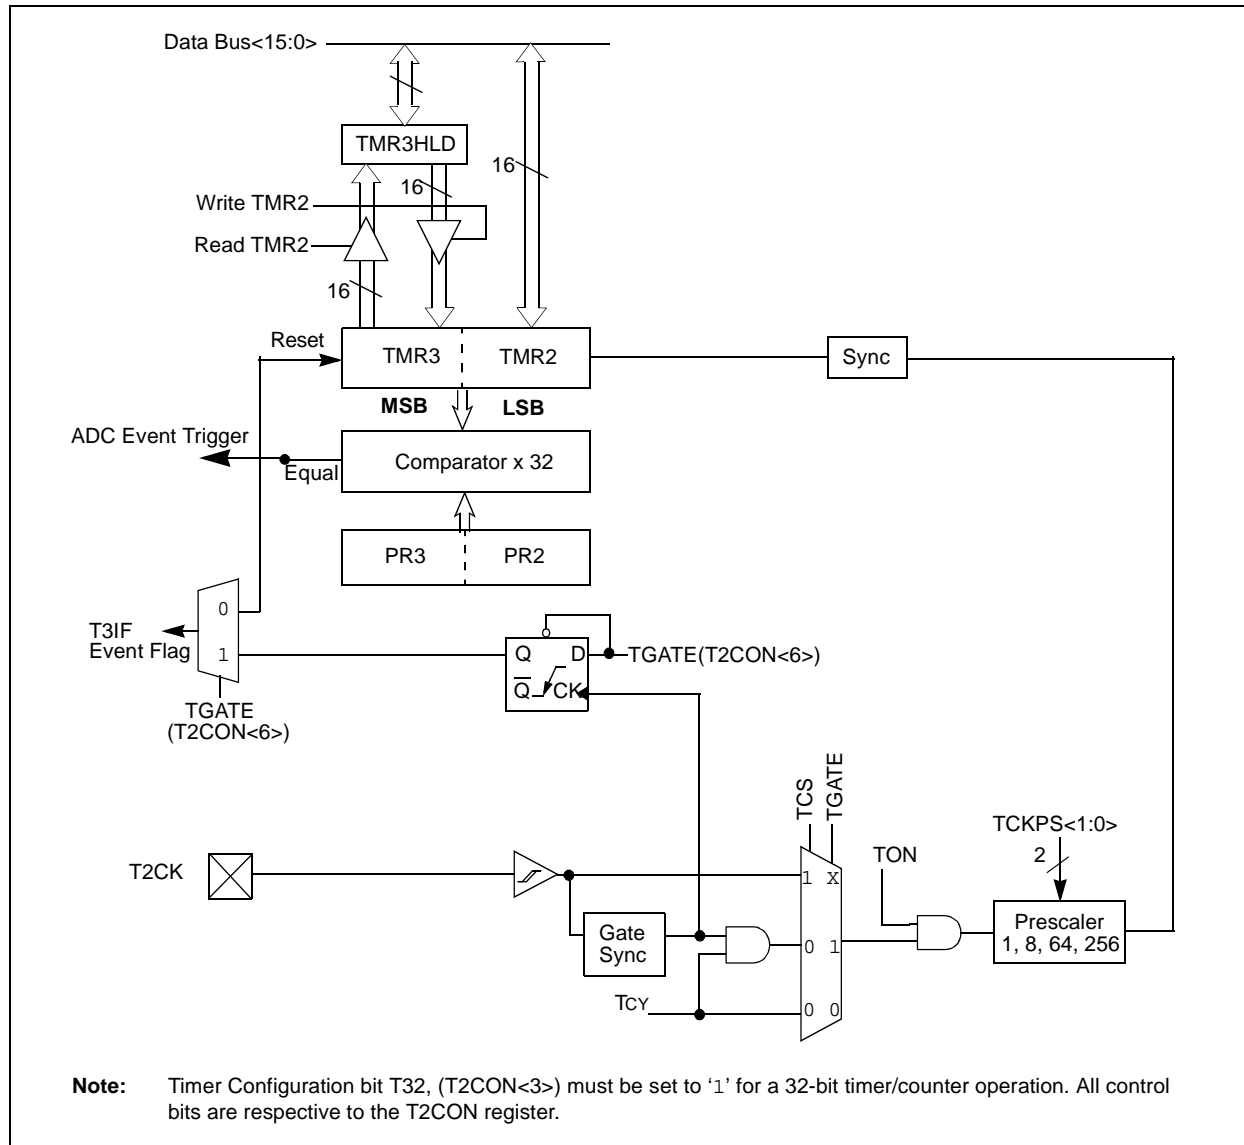 Data Bus<15:0>
TMR3HLD
16
16
Write TMR2
Read TMR2
16
Reset
TMR3
TMR2
Sync
MSB
LSB
ADC Event Trigger
Equal
Comparator x 32
PR3
PR2
0
T3IF
Event Flag
1
Q
D
TGATE(T2CON<6>)
Q
CK
TGATE
(T2CON<6>)
TCS
TGATE
TCKPS<1:0>
2
TON
T2CK
1 X
Prescaler
1, 8, 64, 256
Gate
Sync
0 1
TCY
0 0
Note: Timer Configuration bit T32, (T2CON<3>) must be set to ‘1’ for a 32-bit timer/counter operation. All control
bits are respective to the T2CON register.